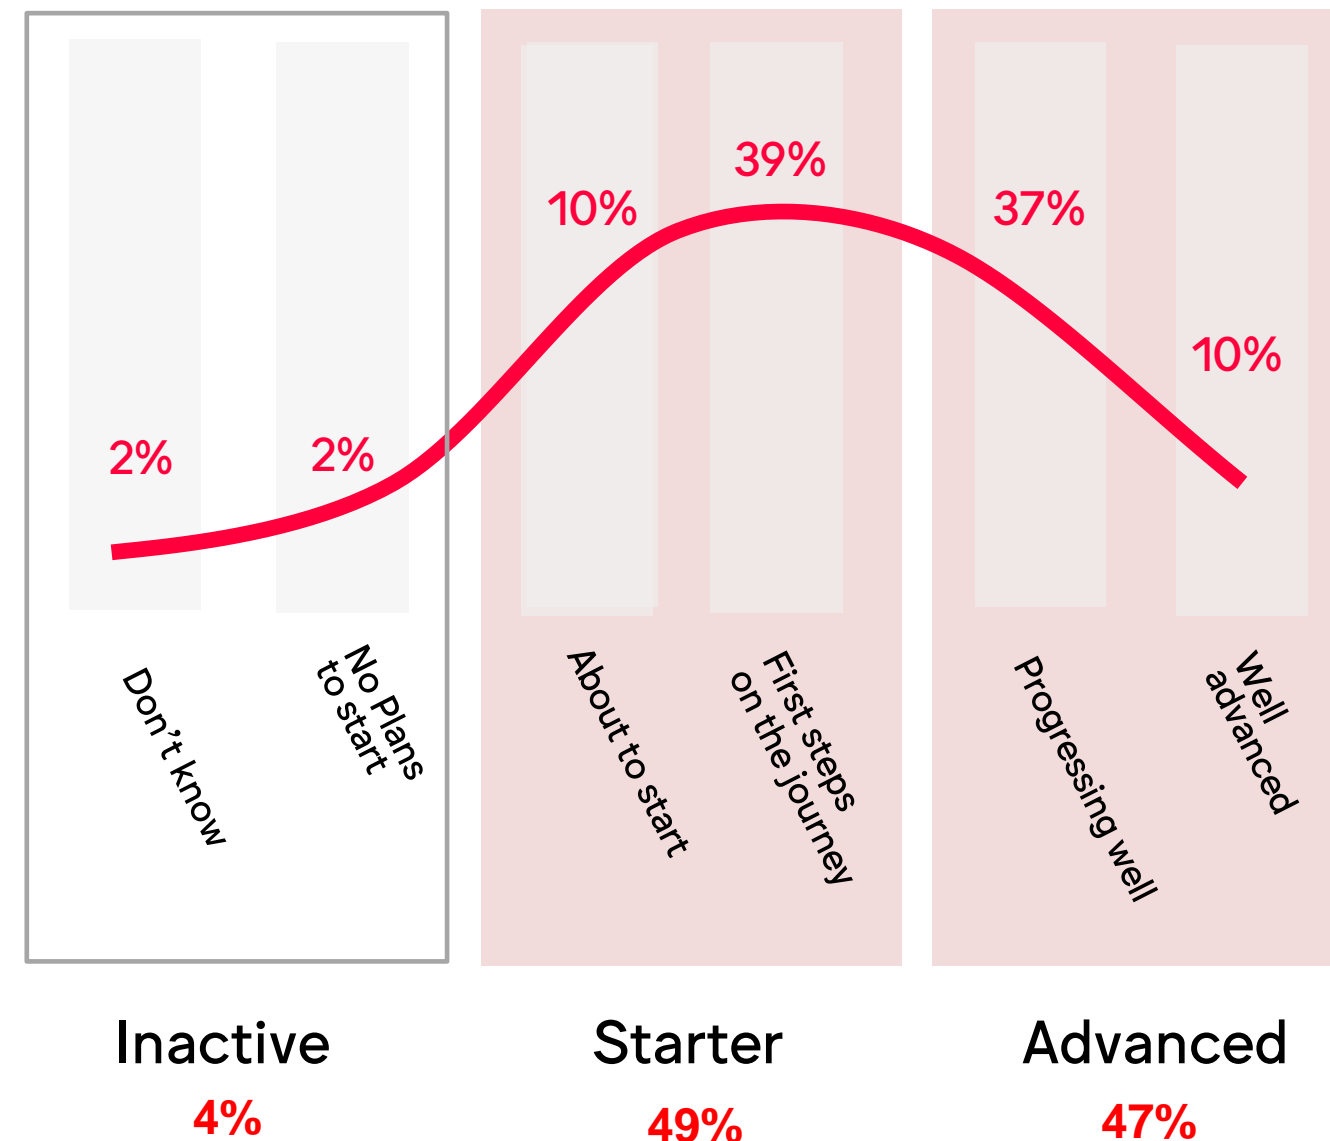 2%
2%
10%
39%
37%
10%
Don't know
No Plans
to start
About to start
First steps
on the journey
Progressing well
Well
advanced
Inactive
Starter
Advanced
4%
49%
47%